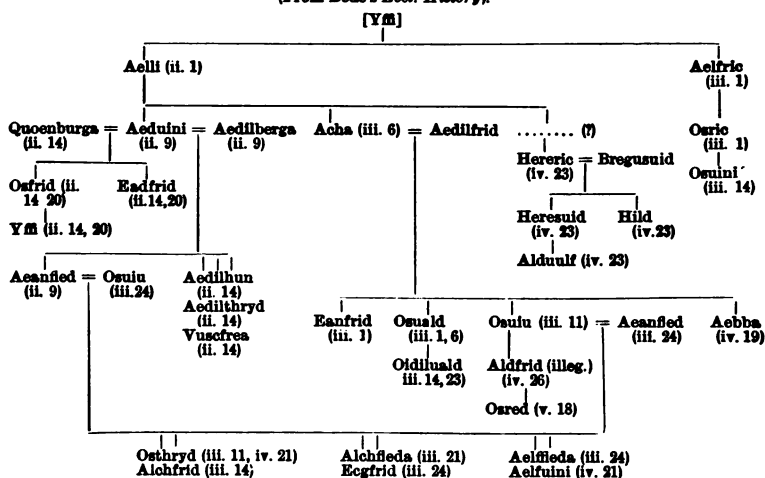 [Yffi]
Aelli (ii. 1)
Aelfric
(iii. 1)
Quoenburga = Aeduini = Aedilberga
(ii. 14) (ii. 9) (ii. 9)
Acha (iii. 6) = Aedilfrid
........ (?)
Osric
(iii. 1)
Hereric = Bregusuid
(iv. 23)
Osuini
(iii. 14)
Osfrid (ii.
14 20)
Eadfrid
(ii.14,20)
Yffi (ii. 14, 20)
Heresuid Hild
(iv. 23) (iv.23)
Alduulf (iv. 23)
Aeanfled = Osuiu
(ii. 9) (iii.24)
Aedilhun
(ii. 14)
Aedilthryd
(ii. 14)
Vuscfrea
(ii. 14)
Eanfrid
(iii. 1)
Osuald
(iii. 1, 6)
Osuiu (iii. 11) = Aeanfled
(iii. 24)
Aebba
(iv. 19)
Oidiluald
iii. 14, 23)
Aldfrid (illeg.)
(iv. 26)
Osred (v. 18)
Osthryd (iii. 11, iv. 21)
Alchfrid (iii. 14;
Alchfleda (iii. 21)
Ecgfrid (iii. 24)
Aelffleda (iii. 24)
Aelfuini (iv. 21)